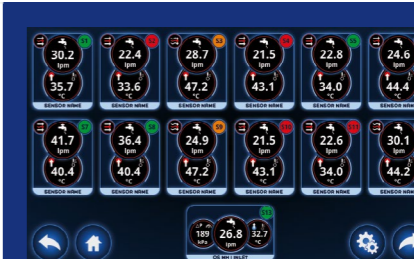 S1 S2 S3 S4 S5
30.2 22.4 28.7 21.5 22.8 24.6
lpm lpm lpm lpm lpm lpm
35.7 33.6 47.2 43.1 34.0 44.4
°C °C °C °C °C °C
SENSOR NAME SENSOR NAME SENSOR NAME SENSOR NAME SENSOR NAME SENSOR NAME
S7 S8 S9 S10 S11
41.7 36.4 24.9 21.5 22.6 30.1
lpm lpm lpm lpm lpm lpm
40.4 40.4 47.2 43.1 34.0 44.2
°C °C °C °C °C °C
SENSOR NAME SENSOR NAME SENSOR NAME SENSOR NAME SENSOR NAME SENSOR NAME
S13
189 26.8 32.7
kPa lpm °C